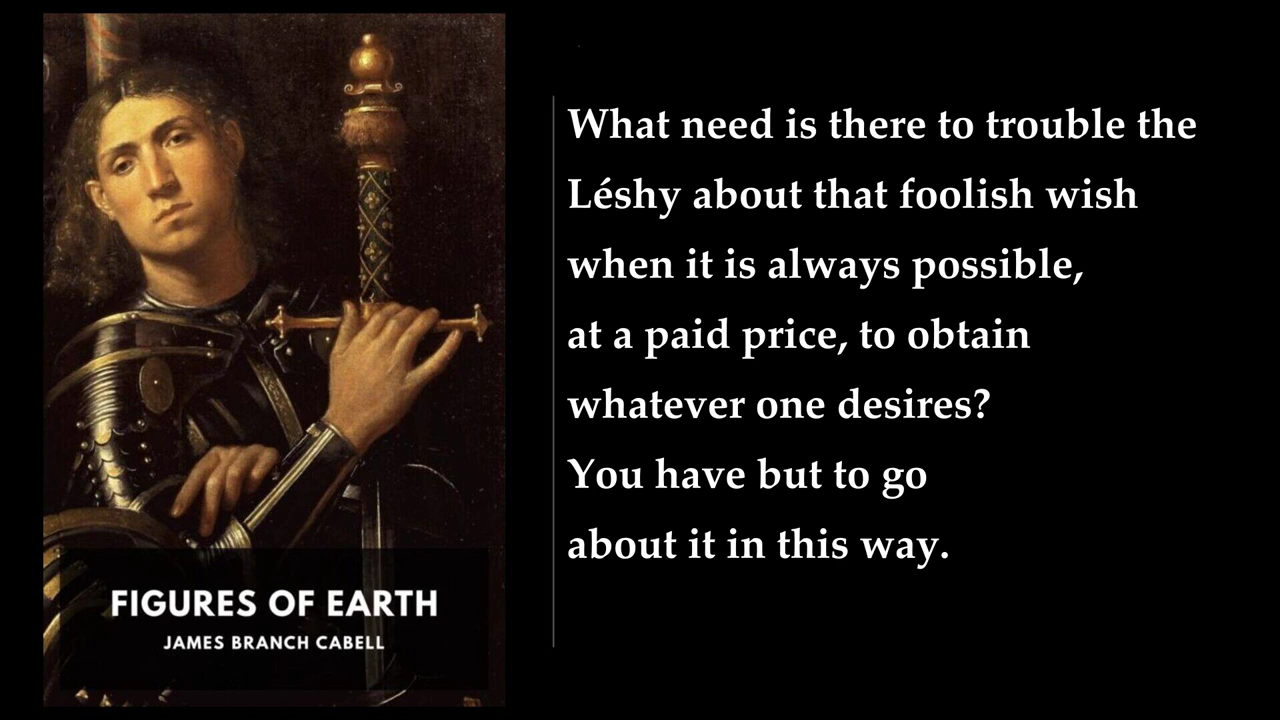 FIGURES OF EARTH
JAMES BRANCH CABELL
What need is there to trouble the
Léshy about that foolish wish
when it is always possible,
at a paid price, to obtain
whatever one desires?
You have but to go
about it in this way.